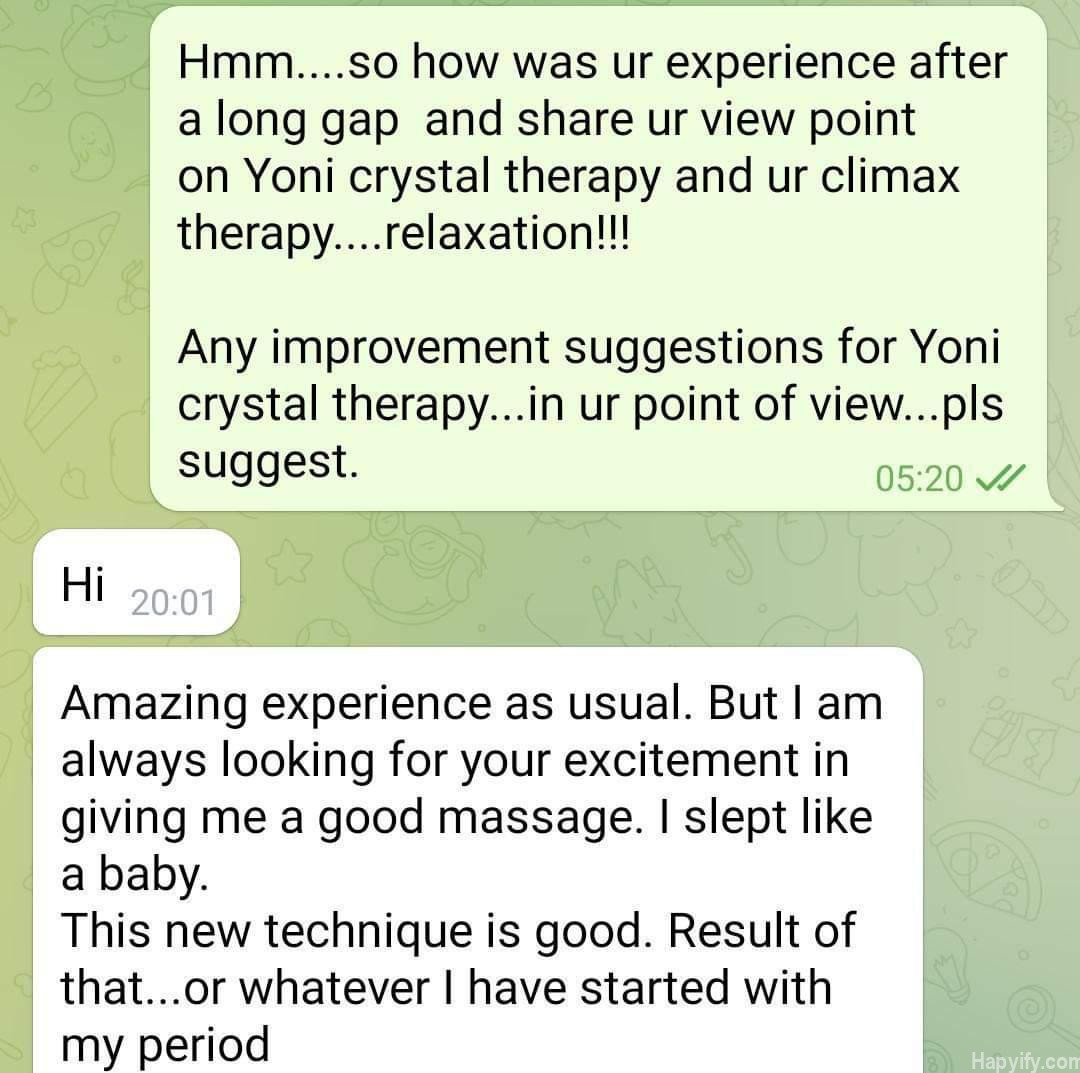 Hmm....so how was ur experience after
a long gap  and share ur view point
on Yoni crystal therapy and ur climax
therapy....relaxation!!!
Any improvement suggestions for Yoni
crystal therapy...in ur point of view...pls
suggest.
05:20
Hi
20:01
Amazing experience as usual. But I am
always looking for your excitement in
giving me a good massage. I slept like
a baby.
This new technique is good. Result of
that...or whatever I have started with
my period
Hapyify.com